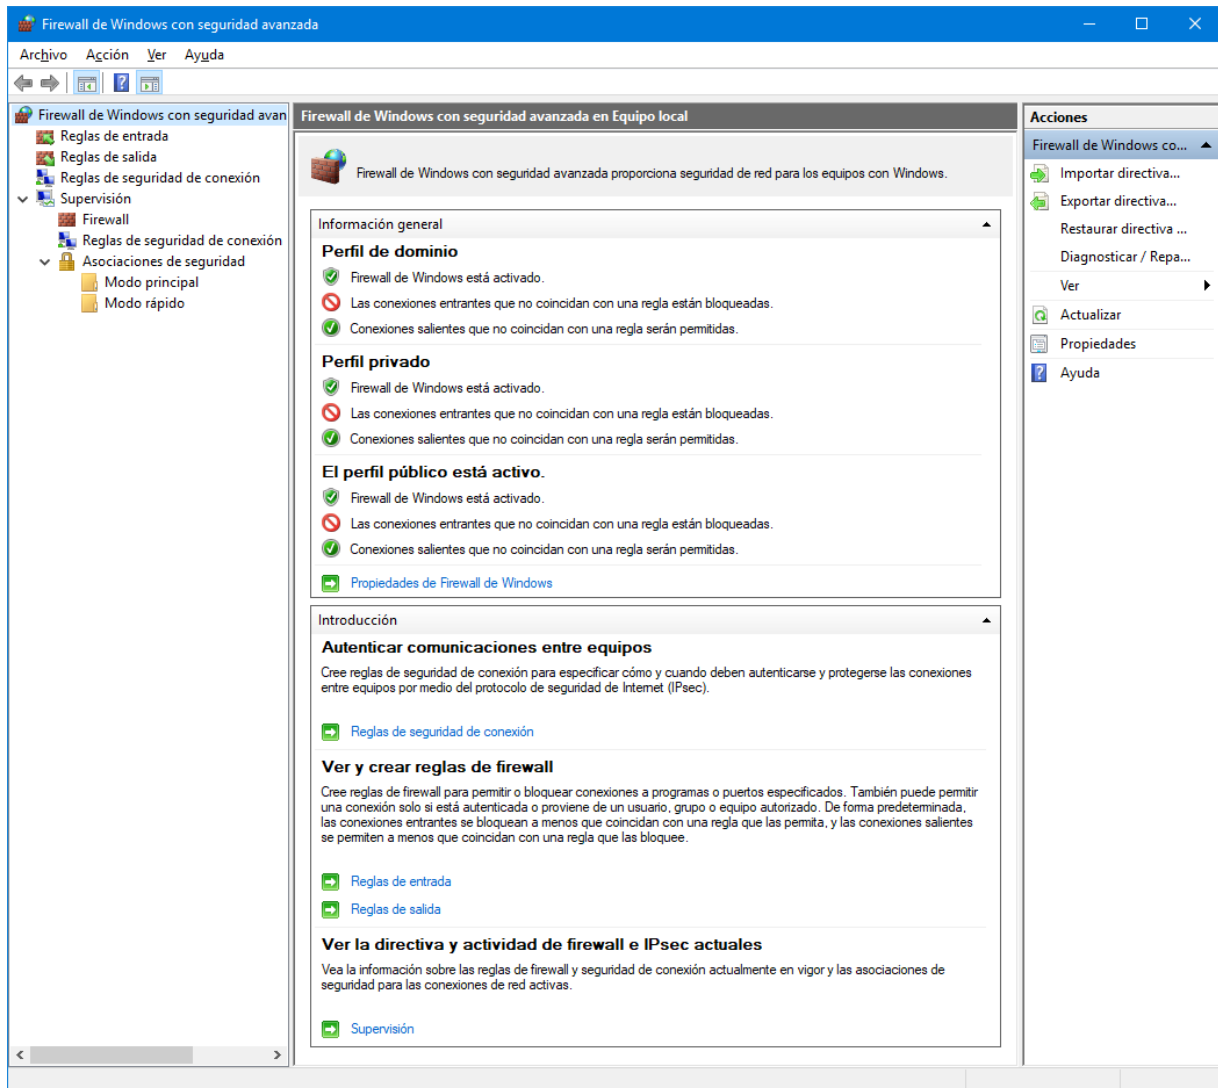 Firewall de Windows con seguridad avanzada
Archivo Acción Ver Ayuda
Firewall de Windows con seguridad avan
Reglas de entrada
Reglas de salida
Reglas de seguridad de conexión
Supervisión
Firewall
Reglas de seguridad de conexión
Asociaciones de seguridad
Modo principal
Modo rápido
Firewall de Windows con seguridad avanzada en Equipo local
Firewall de Windows con seguridad avanzada proporciona seguridad de red para los equipos con Windows.
Información general
Perfil de dominio
Firewall de Windows está activado.
Las conexiones entrantes que no coincidan con una regla están bloqueadas.
Conexiones salientes que no coincidan con una regla serán permitidas.
Perfil privado
Firewall de Windows está activado.
Las conexiones entrantes que no coincidan con una regla están bloqueadas.
Conexiones salientes que no coincidan con una regla serán permitidas.
El perfil público está activo.
Firewall de Windows está activado.
Las conexiones entrantes que no coincidan con una regla están bloqueadas.
Conexiones salientes que no coincidan con una regla serán permitidas.
Propiedades de Firewall de Windows
Introducción
Autenticar comunicaciones entre equipos
Cree reglas de seguridad de conexión para especificar cómo y cuando deben autenticarse y protegerse las conexiones
entre equipos por medio del protocolo de seguridad de Internet (IPsec).
Reglas de seguridad de conexión
Ver y crear reglas de firewall
Cree reglas de firewall para permitir o bloquear conexiones a programas o puertos especificados. También puede permitir
una conexión solo si está autenticada o proviene de un usuario, grupo o equipo autorizado. De forma predeterminada,
las conexiones entrantes se bloquean a menos que coincidan con una regla que las permita, y las conexiones salientes
se permiten a menos que coincidan con una regla que las bloquee.
Reglas de entrada
Reglas de salida
Ver la directiva y actividad de firewall e IPsec actuales
Vea la información sobre las reglas de firewall y seguridad de conexión actualmente en vigor y las asociaciones de
seguridad para las conexiones de red activas.
Supervisión
Acciones
Firewall de Windows co...
Importar directiva...
Exportar directiva...
Restaurar directiva ...
Diagnosticar / Repa...
Ver
Actualizar
Propiedades
Ayuda